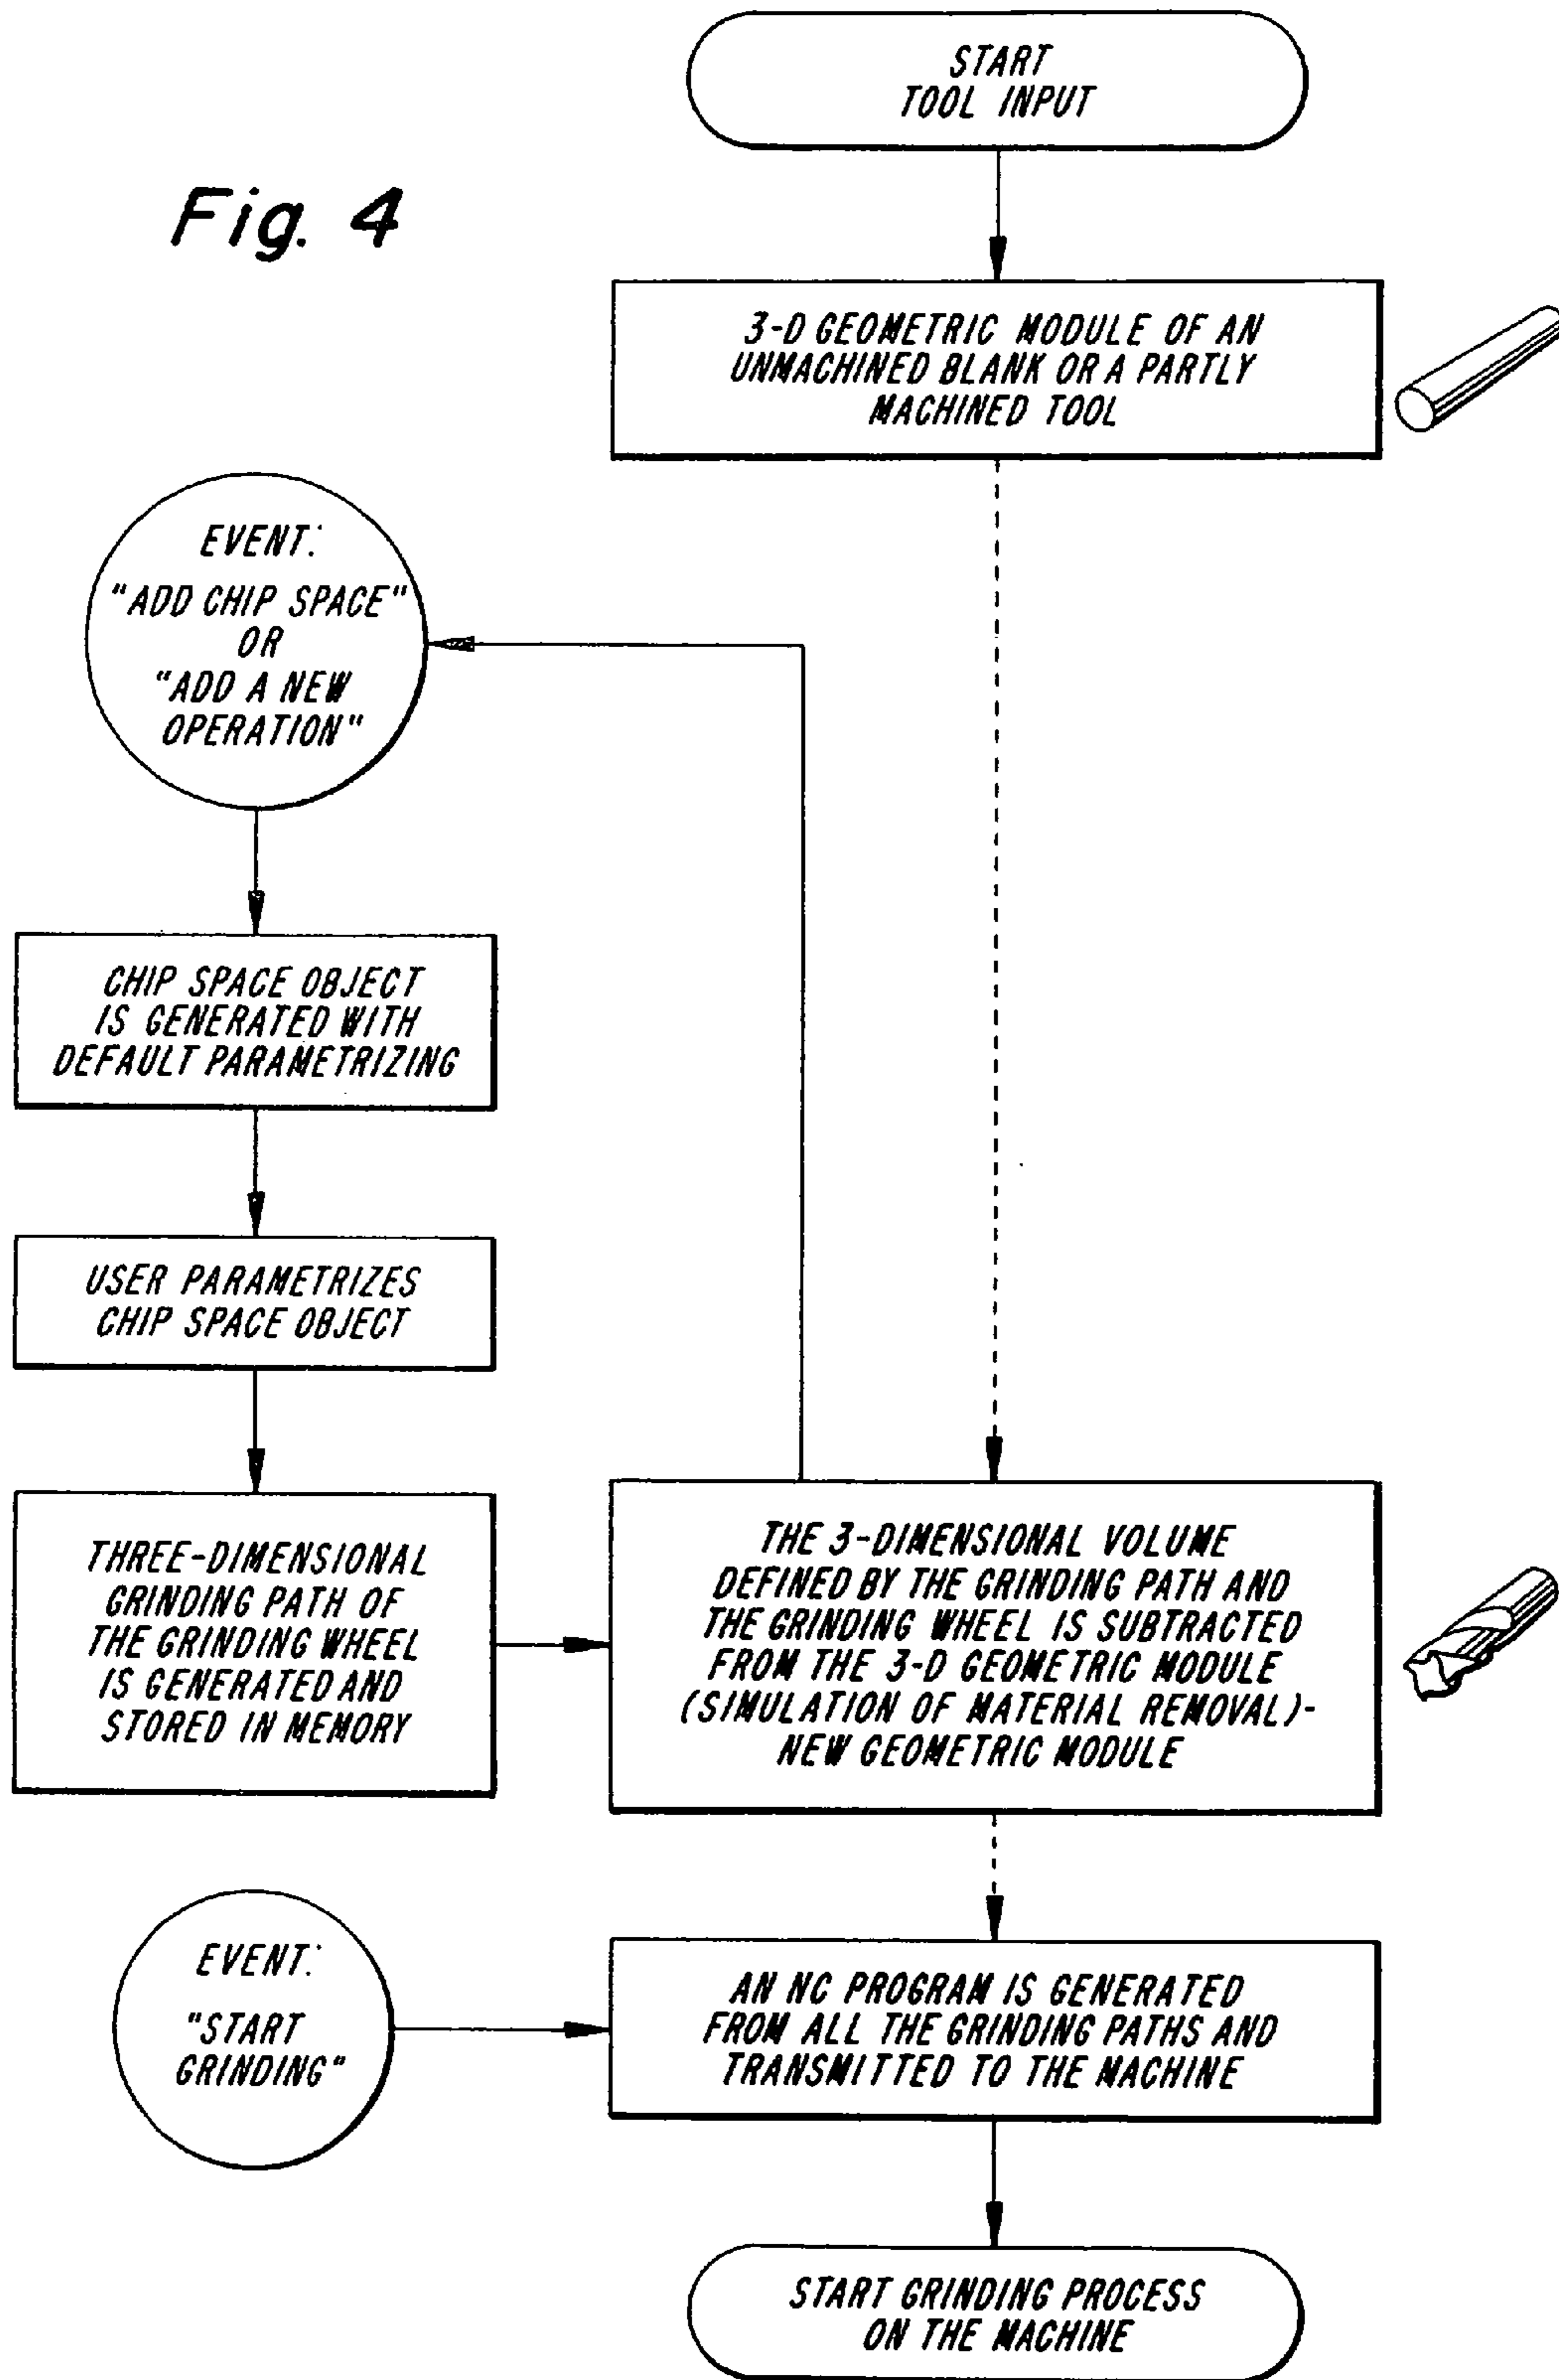 START
TOOL INPUT
Fig. 4
3-D GEOMETRIC MODULE OF AN
UNMACHINED BLANK OR A PARTLY
MACHINED TOOL
EVENT:
"ADD CHIP SPACE"
OR
"ADD A NEW
OPERATION"
CHIP SPACE OBJECT
IS GENERATED WITH
DEFAULT PARAMETRIZING
USER PARAMETRIZES
CHIP SPACE OBJECT
THREE-DIMENSIONAL
GRINDING PATH OF
THE GRINDING WHEEL
IS GENERATED AND
STORED IN MEMORY
THE 3-DIMENSIONAL VOLUME
DEFINED BY THE GRINDING PATH AND
THE GRINDING WHEEL IS SUBTRACTED
FROM THE 3-D GEOMETRIC MODULE
(SIMULATION OF MATERIAL REMOVAL)-
NEW GEOMETRIC MODULE
EVENT:
"START
GRINDING"
AN NC PROGRAM IS GENERATED
FROM ALL THE GRINDING PATHS AND
TRANSMITTED TO THE MACHINE
START GRINDING PROCESS
ON THE MACHINE